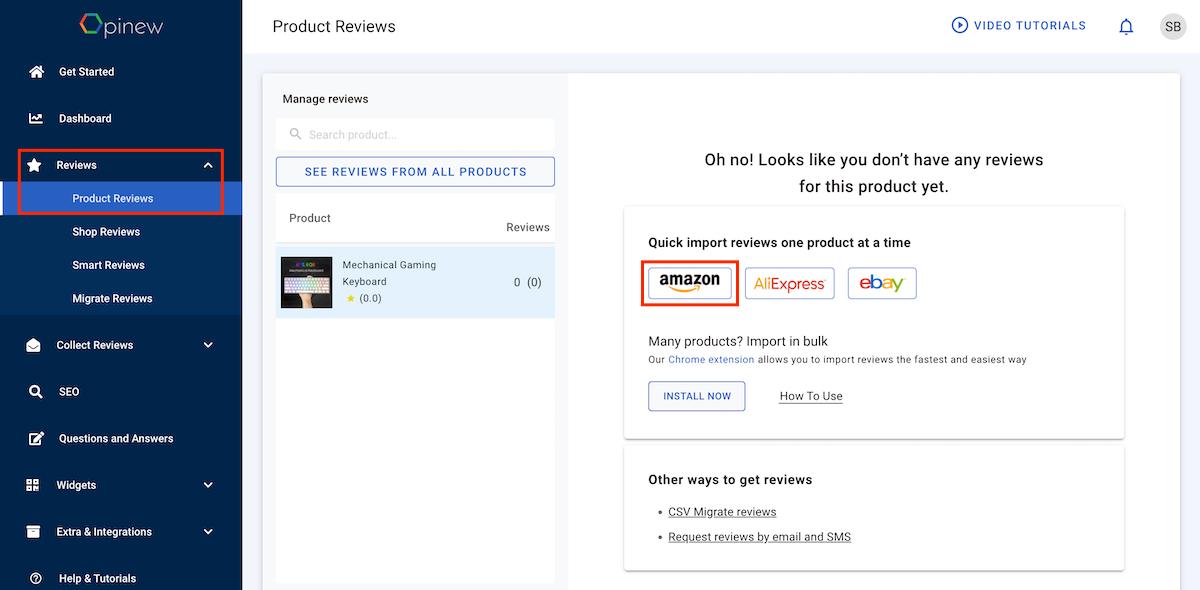 Opinew
Get Started
Dashboard
Reviews
Product Reviews
Shop Reviews
Smart Reviews
Migrate Reviews
Collect Reviews
SEO
Questions and Answers
Widgets
Extra & Integrations
Help & Tutorials
Product Reviews
VIDEO TUTORIALS
SB
Manage reviews
Search product...
SEE REVIEWS FROM ALL PRODUCTS
Product
Reviews
Mechanical Gaming
Keyboard
(0.0)
0 (0)
Oh no! Looks like you don’t have any reviews
for this product yet.
Quick import reviews one product at a time
amazon
AliExpress
ebay
Many products? Import in bulk
Our Chrome extension allows you to import reviews the fastest and easiest way
INSTALL NOW
How To Use
Other ways to get reviews
• CSV Migrate reviews
• Request reviews by email and SMS